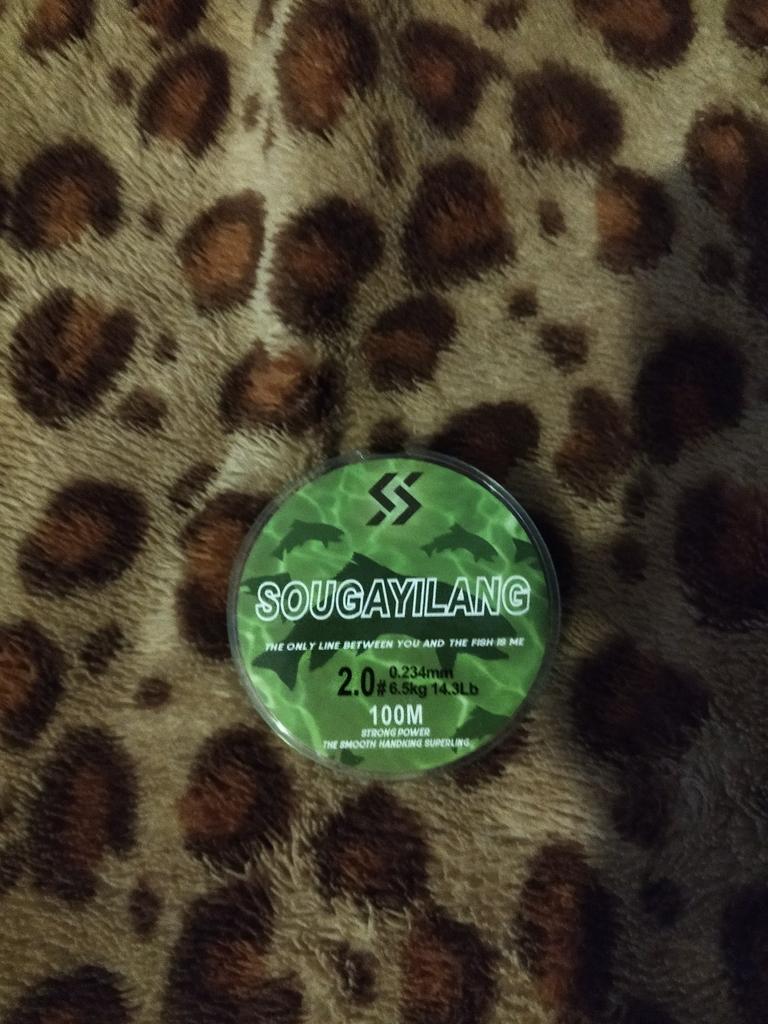 SOUGAYILANG
THE ONLY LINE BETWEEN YOU AND THE FISH IS ME
2.0# 0.234mm
6.5kg 14.3Lb
100M
STRONG POWER
THE SMOOTH HANDKING SUPERLING